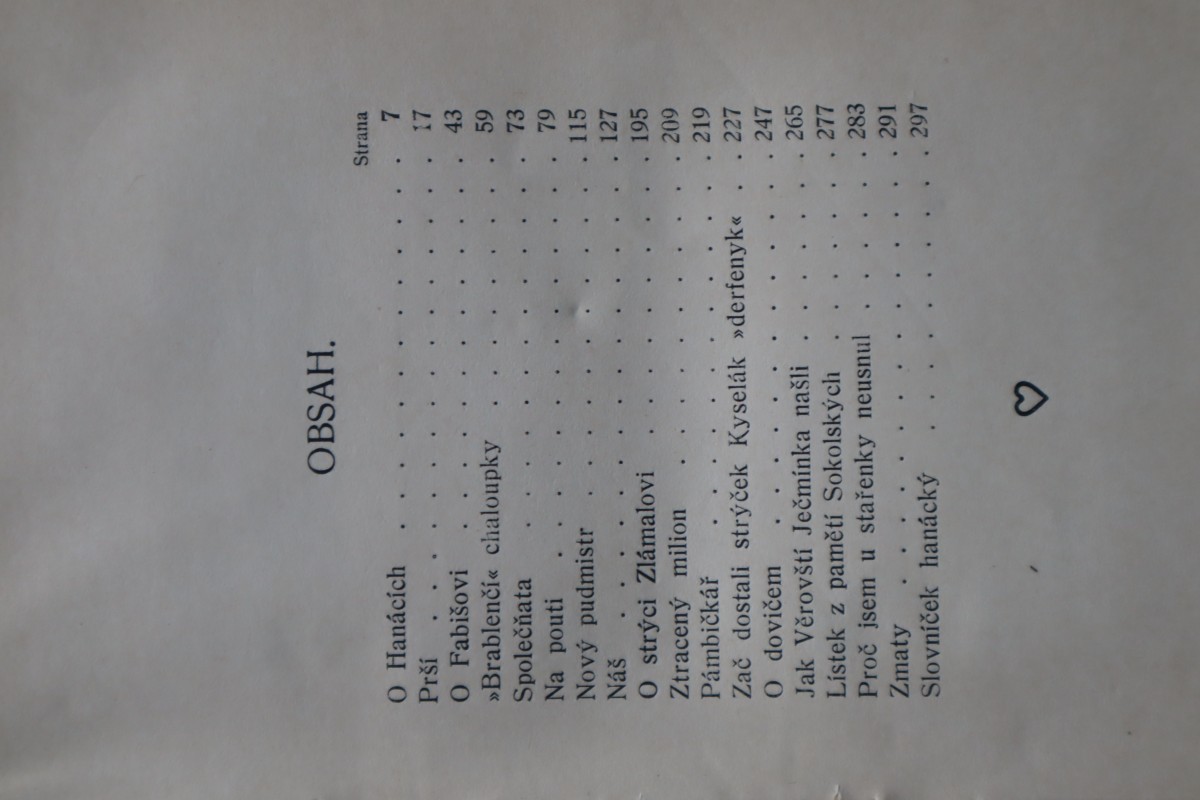 OBSAH.
Strana
O Hanácích . . . . . . . . . . . . . 7
Prší . . . . . . . . . . . . . . . . 17
O Fabišovi . . . . . . . . . . . . . 43
»Brablenčí« chaloupky . . . . . . . . . 59
Společňata . . . . . . . . . . . . . 73
Na pouti . . . . . . . . . . . . . . 79
Nový pudmistr . . . . . . . . . . . . 115
Náš . . . . . . . . . . . . . . . . 127
O strýci Zlámalovi . . . . . . . . . . 195
Ztracený milion . . . . . . . . . . . 209
Pámbičkář . . . . . . . . . . . . . 219
Zač dostali strýček Kyselák »derfenyk« . . 227
O dovičem . . . . . . . . . . . . . 247
Jak Věrovští Ječmínka našli . . . . . . . 265
Lístek z pamětí Sokolských . . . . . . . 277
Proč jsem u stařenky neusnul . . . . . . 283
Zmaty . . . . . . . . . . . . . . . 291
Slovníček hanácký . . . . . . . . . . 297